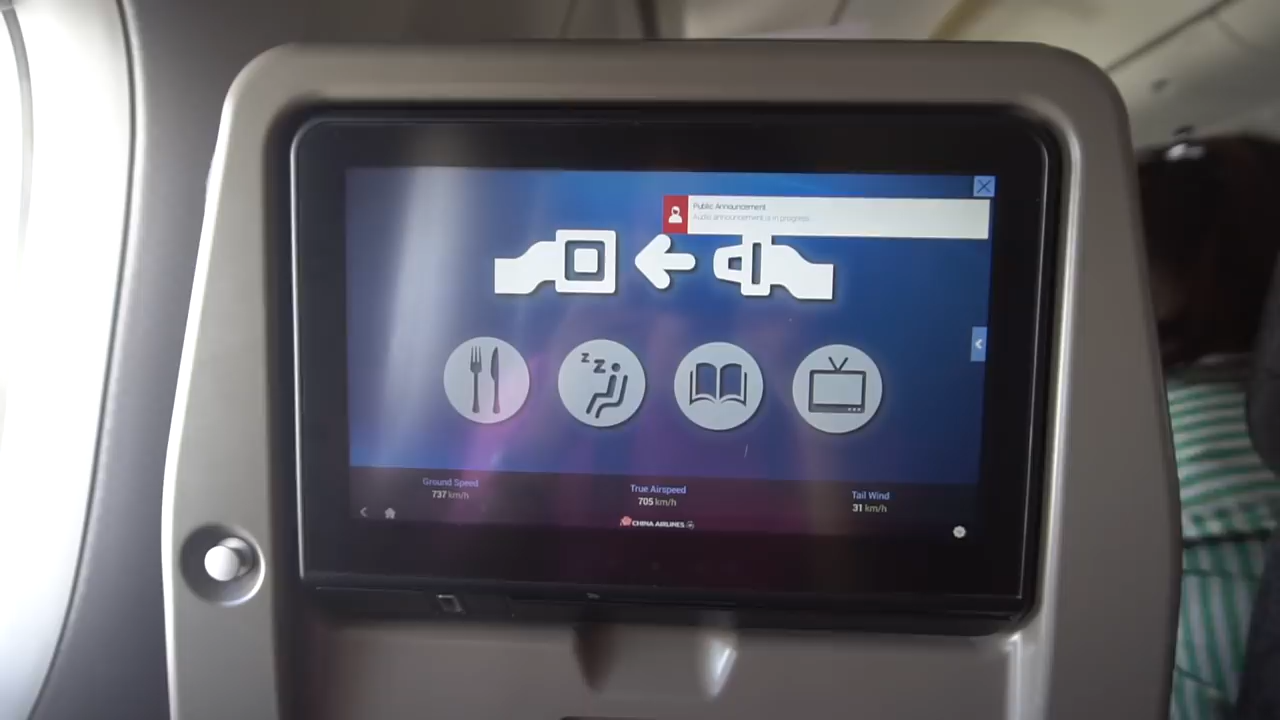 Public Announcement
Audio announcement is in progress
z z
Ground Speed
737 km/h
True Airspeed
705 km/h
Tail Wind
31 km/h
CHINA AIRLINES